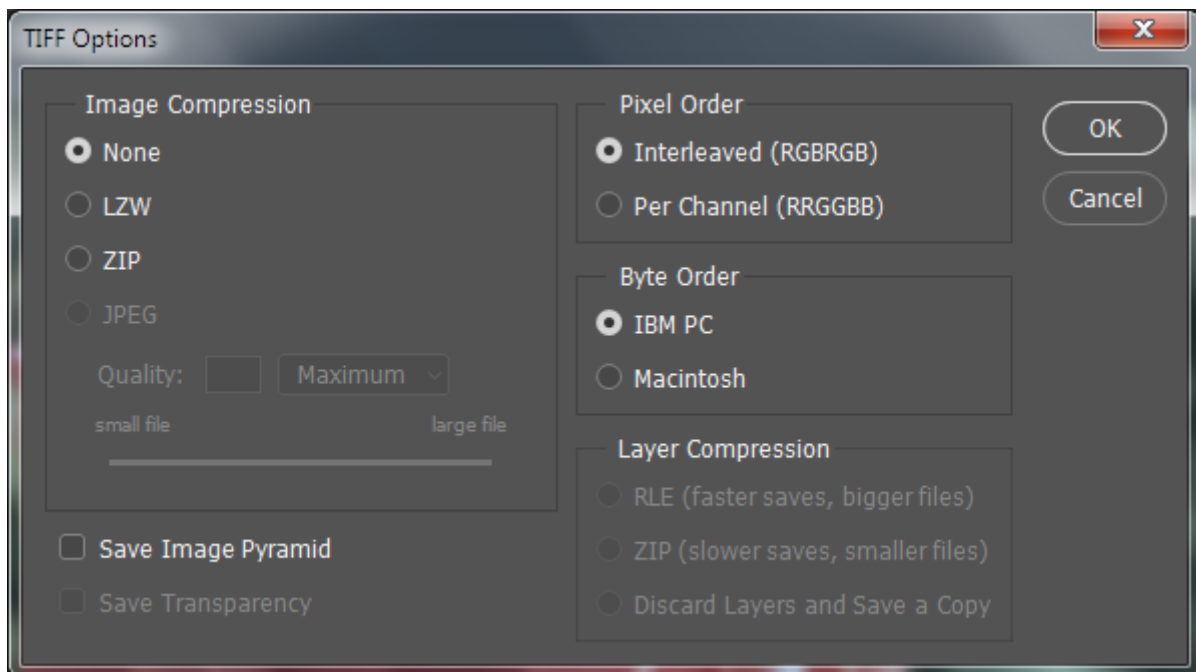 TIFF Options
Image Compression
None
LZW
ZIP
JPEG
Quality:
Maximum
small file
large file
Save Image Pyramid
Save Transparency
Pixel Order
Interleaved (RGBRGB)
Per Channel (RRGGBB)
Byte Order
IBM PC
Macintosh
Layer Compression
RLE (faster saves, bigger files)
ZIP (slower saves, smaller files)
Discard Layers and Save a Copy
OK
Cancel